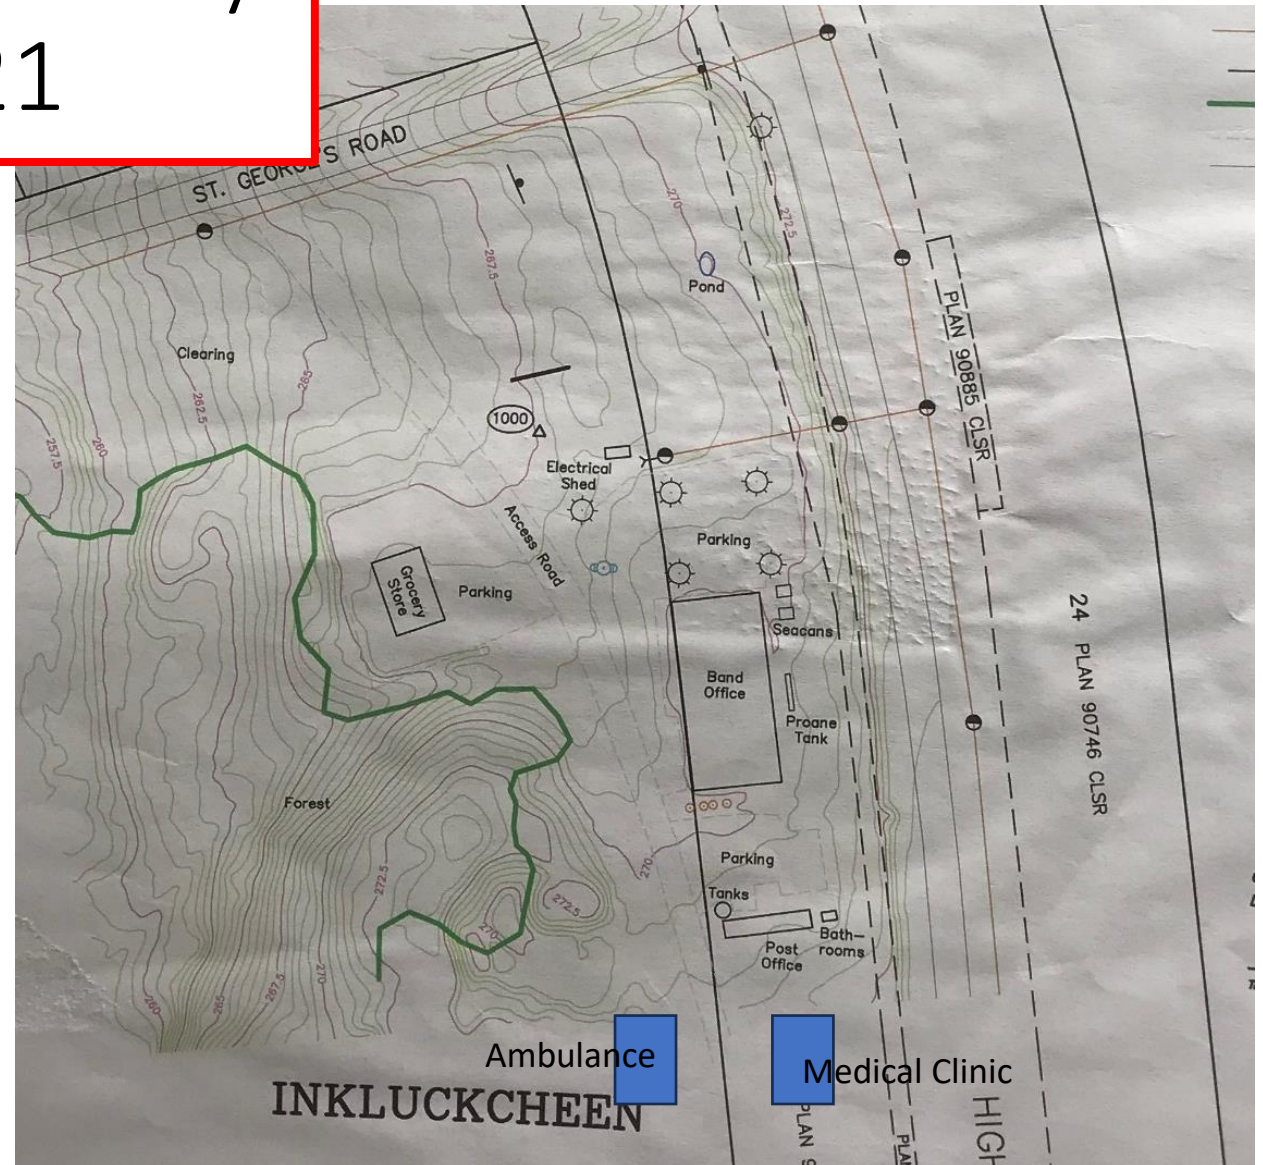 21
ST. GEORGE'S ROAD
270
272.5
267.5
Pond
PLAN 90885 CLSR
Clearing
265
262.5
257.5
260
1000
Electrical
Shed
Access Road
Parking
Grocery
Store
Parking
Seacans
24 PLAN 90746 CLSR
Band
Office
Proane
Tank
Forest
Parking
270
272.5
Tanks
272.5
270
Bath-
rooms
Post
Office
260
265
267.5
270
Ambulance
Medical Clinic
INKLUCKCHEEN
PLAN
PLAN
HIGH